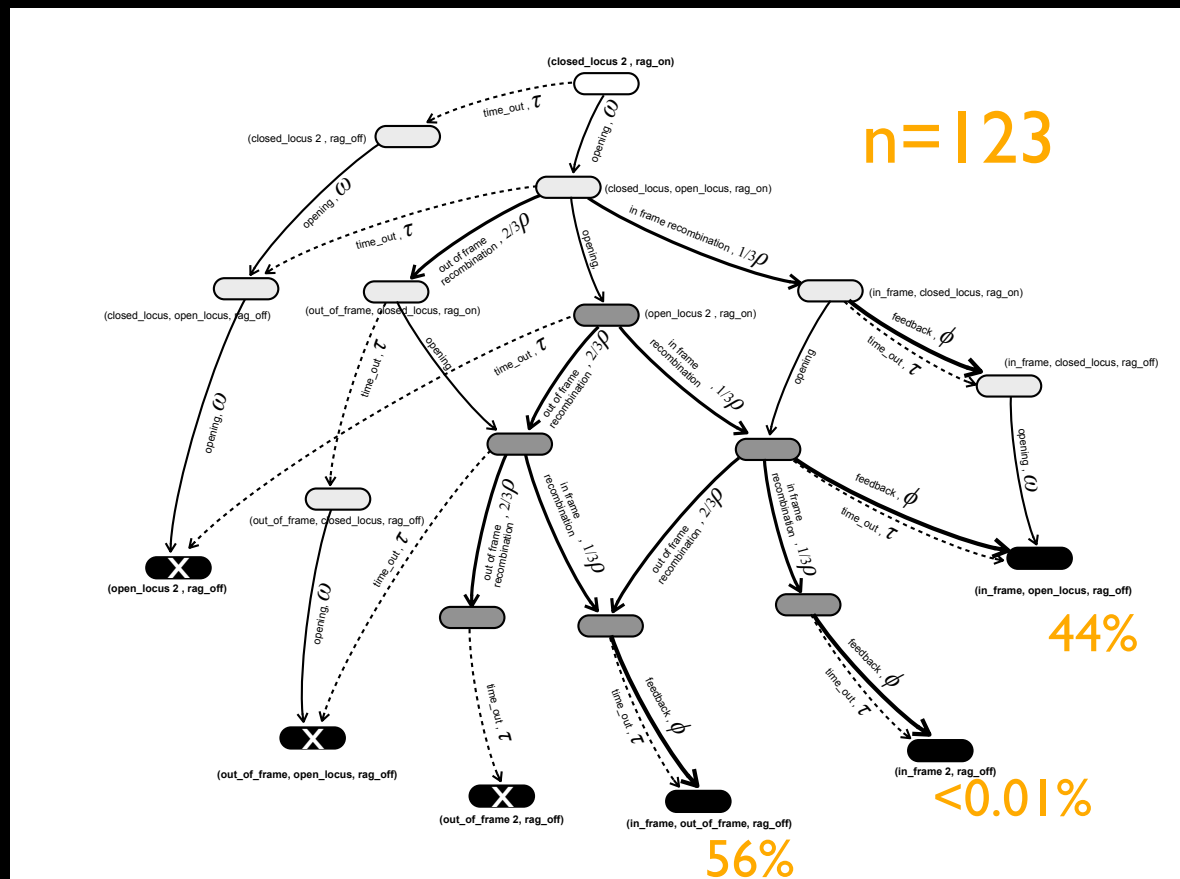 (closed_locus 2 , rag_on)
time_out , τ
opening , ω
n=123
(closed_locus 2 , rag_off)
opening , ω
(closed_locus, open_locus, rag_on)
time_out , τ
out of frame
recombination , 2/3ρ
opening,
in frame recombination , 1/3ρ
(closed_locus, open_locus, rag_off)
(out_of_frame, closed_locus, rag_on)
(open_locus 2 , rag_on)
(in_frame, closed_locus, rag_on)
feedback , ϕ
time_out , τ
(in_frame, closed_locus, rag_off)
opening, ω
time_out , τ
opening,
time_out , τ
out of frame
recombination , 2/3ρ
in frame
recombination , 1/3ρ
opening
opening , ω
(out_of_frame, closed_locus, rag_off)
time_out , τ
out of frame
recombination , 2/3ρ
in frame
recombination , 1/3ρ
out of frame
recombination , 2/3ρ
in frame
recombination , 1/3ρ
feedback , ϕ
time_out , τ
X
(open_locus 2 , rag_off)
(in_frame, open_locus, rag_off)
44%
opening , ω
time_out , τ
time_out , τ
feedback , ϕ
time_out , τ
feedback , ϕ
X
(out_of_frame, open_locus, rag_off)
(in_frame 2, rag_off)
<0.01%
X
(out_of_frame 2, rag_off)
(in_frame, out_of_frame, rag_off)
56%